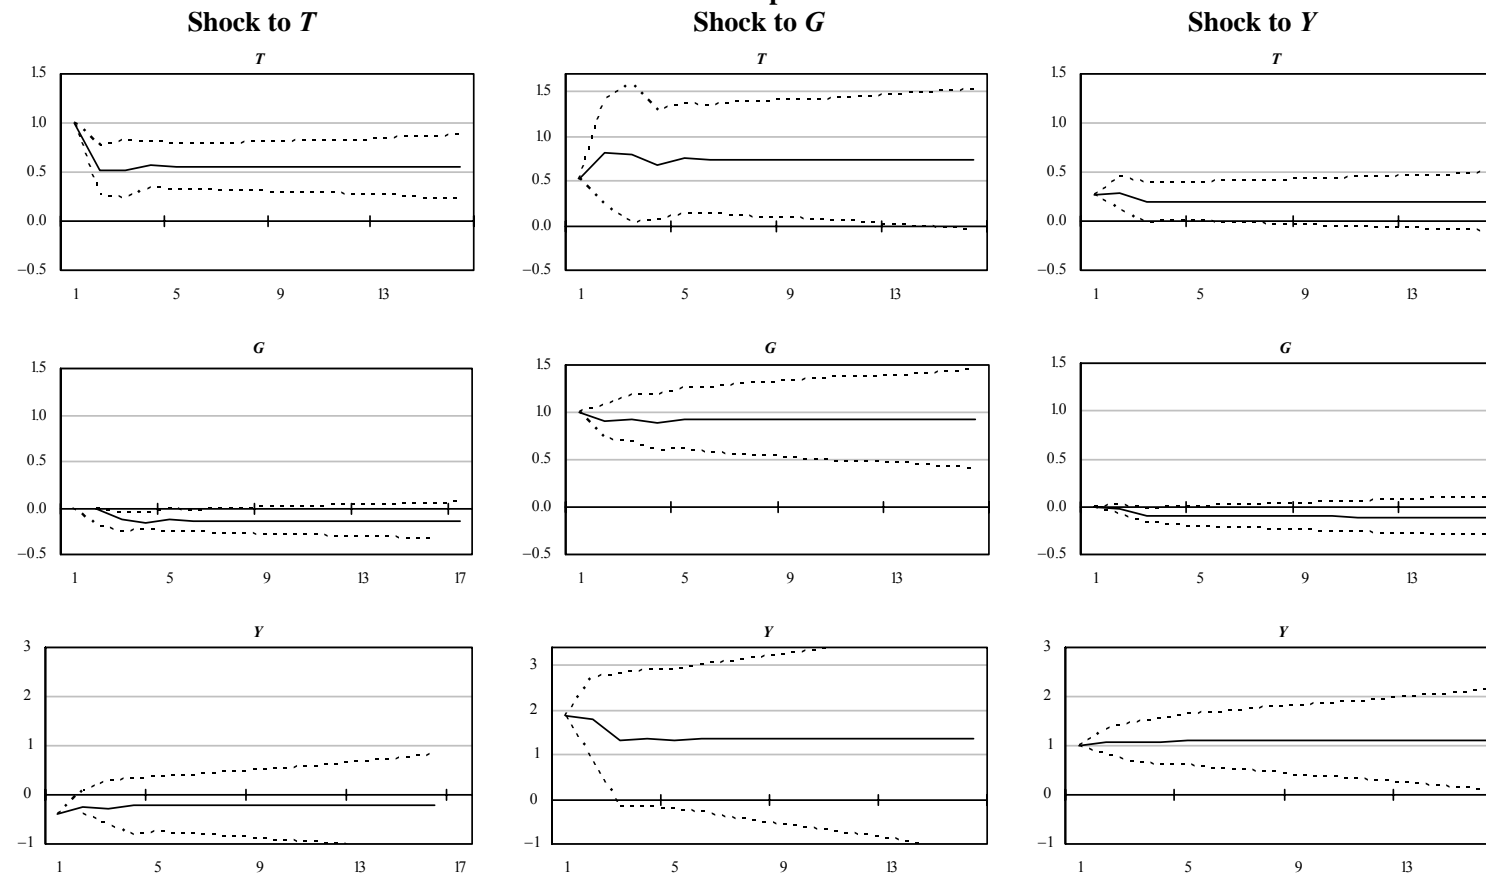 Shock to T Shock to G Shock to Y
T T T
1.5 1.5 1.5
1.0 1.0 1.0
0.5 0.5 0.5
0.0 0.0 0.0
–0.5 –0.5 –0.5
1 5 9 13 1 5 9 13 1 5 9 13
G G G
1.5 1.5 1.5
1.0 1.0 1.0
0.5 0.5 0.5
0.0 0.0 0.0
–0.5 –0.5 –0.5
1 5 9 13 17 1 5 9 13 1 5 9 13
Y Y Y
3 3 3
2 2 2
1 1 1
0 0 0
–1 –1 –1
1 5 9 13 17 1 5 9 13 1 5 9 13